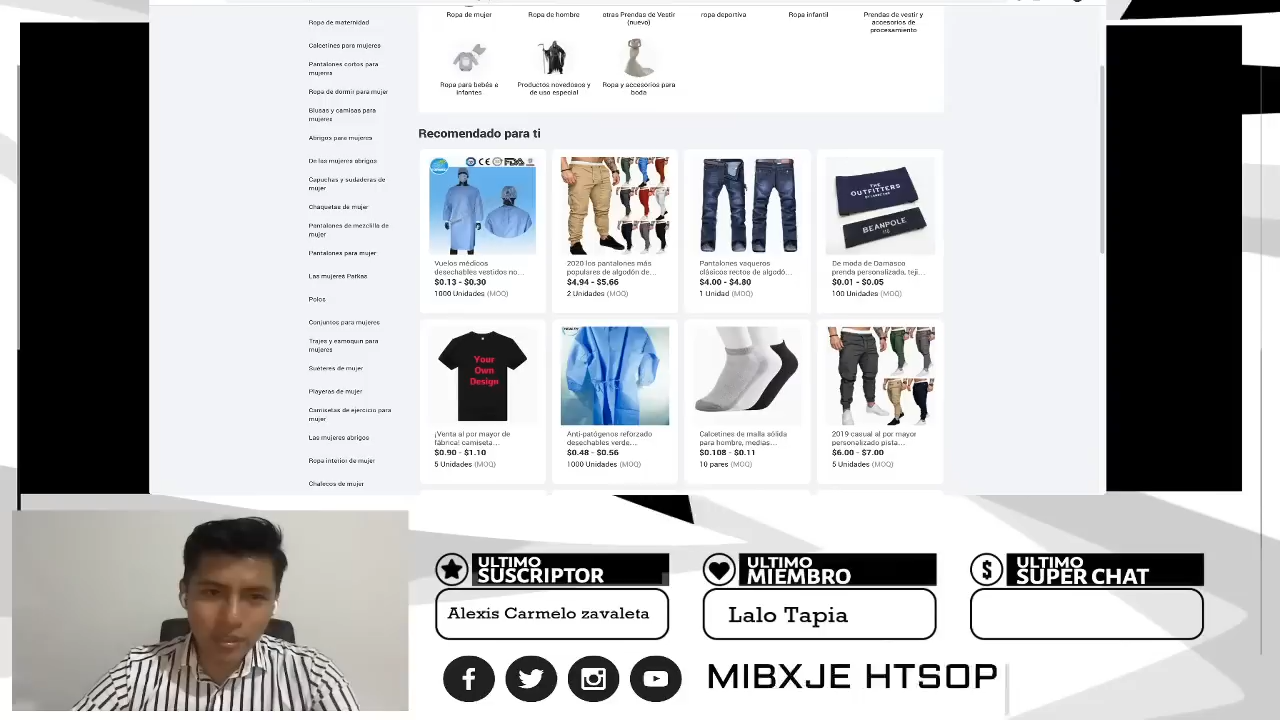 Ropa de mujer
Ropa de hombre
otras Prendas de Vestir
(nuevo)
ropa deportiva
Ropa infantil
Prendas de vestir y
accesorios de
procesamiento
Ropa para bebés e
infantes
Productos novedosos y
de uso especial
Ropa y accesorios para
boda
Ropa de maternidad
Calcetines para mujeres
Pantalones cortos para
mujeres
Ropa de dormir para mujer
Blusas y camisas para
mujeres
Abrigos para mujeres
De las mujeres abrigos
Capuchas y sudaderas de
mujer
Chaquetas de mujer
Pantalones de mezclilla de
mujer
Pantalones para mujer
Las mujeres Parkas
Polos
Conjuntos para mujeres
Trajes y esmoquin para
mujeres
Suéteres de mujer
Playeras de mujer
Camisetas de ejercicio para
mujer
Las mujeres abrigos
Ropa interior de mujer
Chalecos de mujer
Recomendado para ti
CE
FDA
Vuelos médicos
desechables vestidos no...
$0.13 - $0.30
1000 Unidades (MOQ)
2020 los pantalones más
populares de algodón de...
$4.94 - $5.66
2 Unidades (MOQ)
Pantalones vaqueros
clásicos rectos de algodó...
$4.00 - $4.80
1 Unidad (MOQ)
THE
OUTFITTERS
BEANPOLE
De moda de Damasco
prenda personalizada, teji...
$0.01 - $0.05
100 Unidades (MOQ)
Your
Own
Design
¡Venta al por mayor de
fábrica! camiseta...
$0.90 - $1.10
5 Unidades (MOQ)
Anti-patógenos reforzado
desechables verde...
$0.48 - $0.56
1000 Unidades (MOQ)
Calcetines de malla sólida
para hombre, medias...
$0.108 - $0.11
10 pares (MOQ)
2019 casual al por mayor
personalizado pista...
$6.00 - $7.00
5 Unidades (MOQ)
ULTIMO
SUSCRIPTOR
Alexis Carmelo zavaleta
ULTIMO
MIEMBRO
Lalo Tapia
ULTIMO
SUPER CHAT
MIBXJE HTSOP